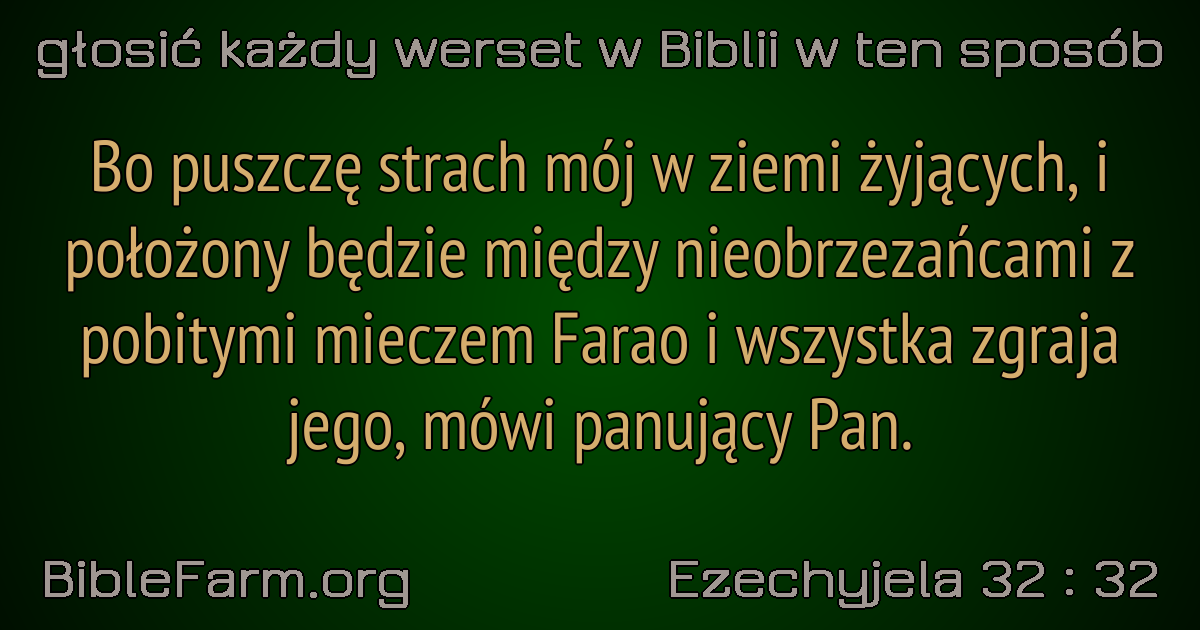 głosić każdy werset w Biblii w ten sposób
Bo puszczę strach mój w ziemi żyjących, i
położony będzie między nieobrzezańcami z
pobitymi mieczem Farao i wszystka zgraja
jego, mówi panujący Pan.
BibleFarm.org
Ezechyjela 32 : 32